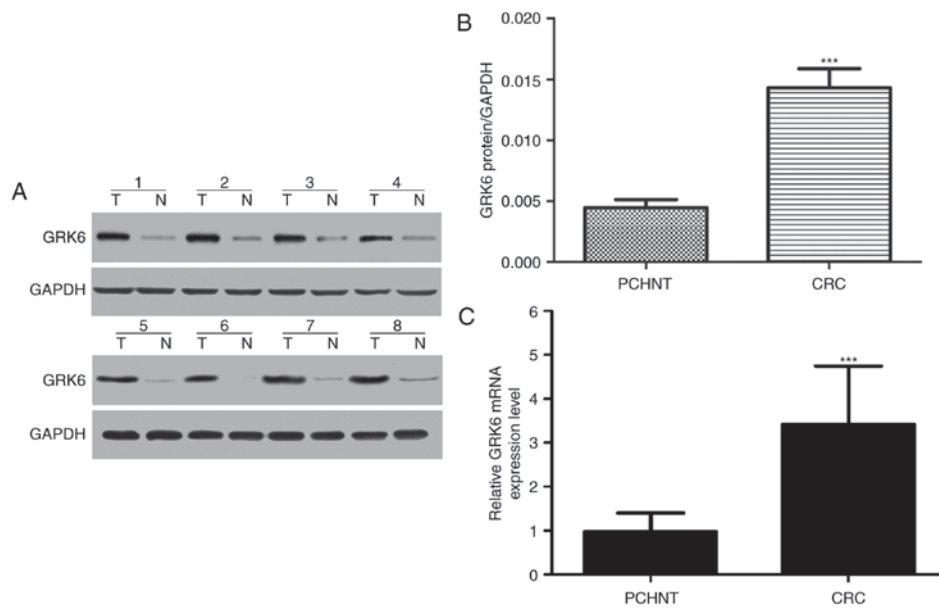 A
1 2 3 4
T N T N T N T N
GRK6
GAPDH
5 6 7 8
T N T N T N T N
GRK6
GAPDH
B
GRK6 protein/GAPDH
0.020
0.015
0.010
0.005
0.000
***
PCHNT CRC
C
Relative GRK6 mRNA
expression level
6
5
4
3
2
1
0
***
PCHNT CRC